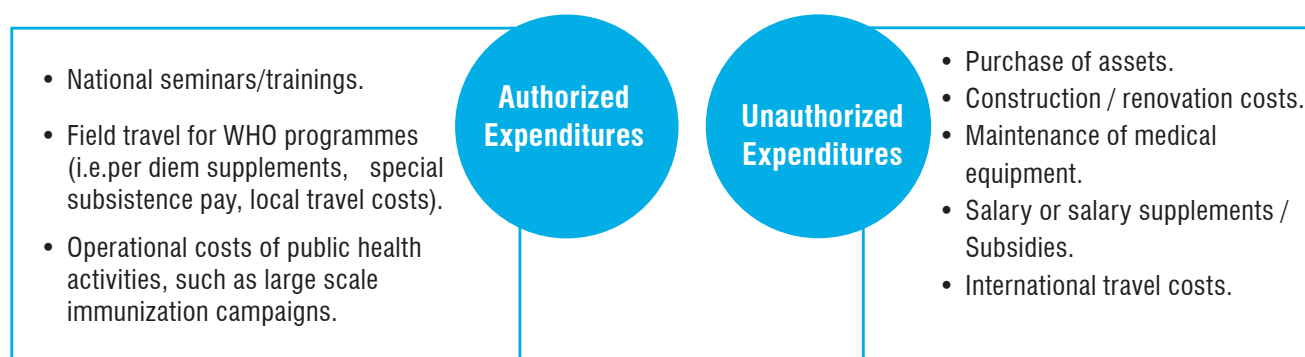 • National seminars/trainings.
• Field travel for WHO programmes
(i.e.per diem supplements, special
subsistence pay, local travel costs).
• Operational costs of public health
activities, such as large scale
immunization campaigns.
Authorized
Expenditures
Unauthorized
Expenditures
• Purchase of assets.
• Construction / renovation costs.
• Maintenance of medical
equipment.
• Salary or salary supplements /
Subsidies.
• International travel costs.